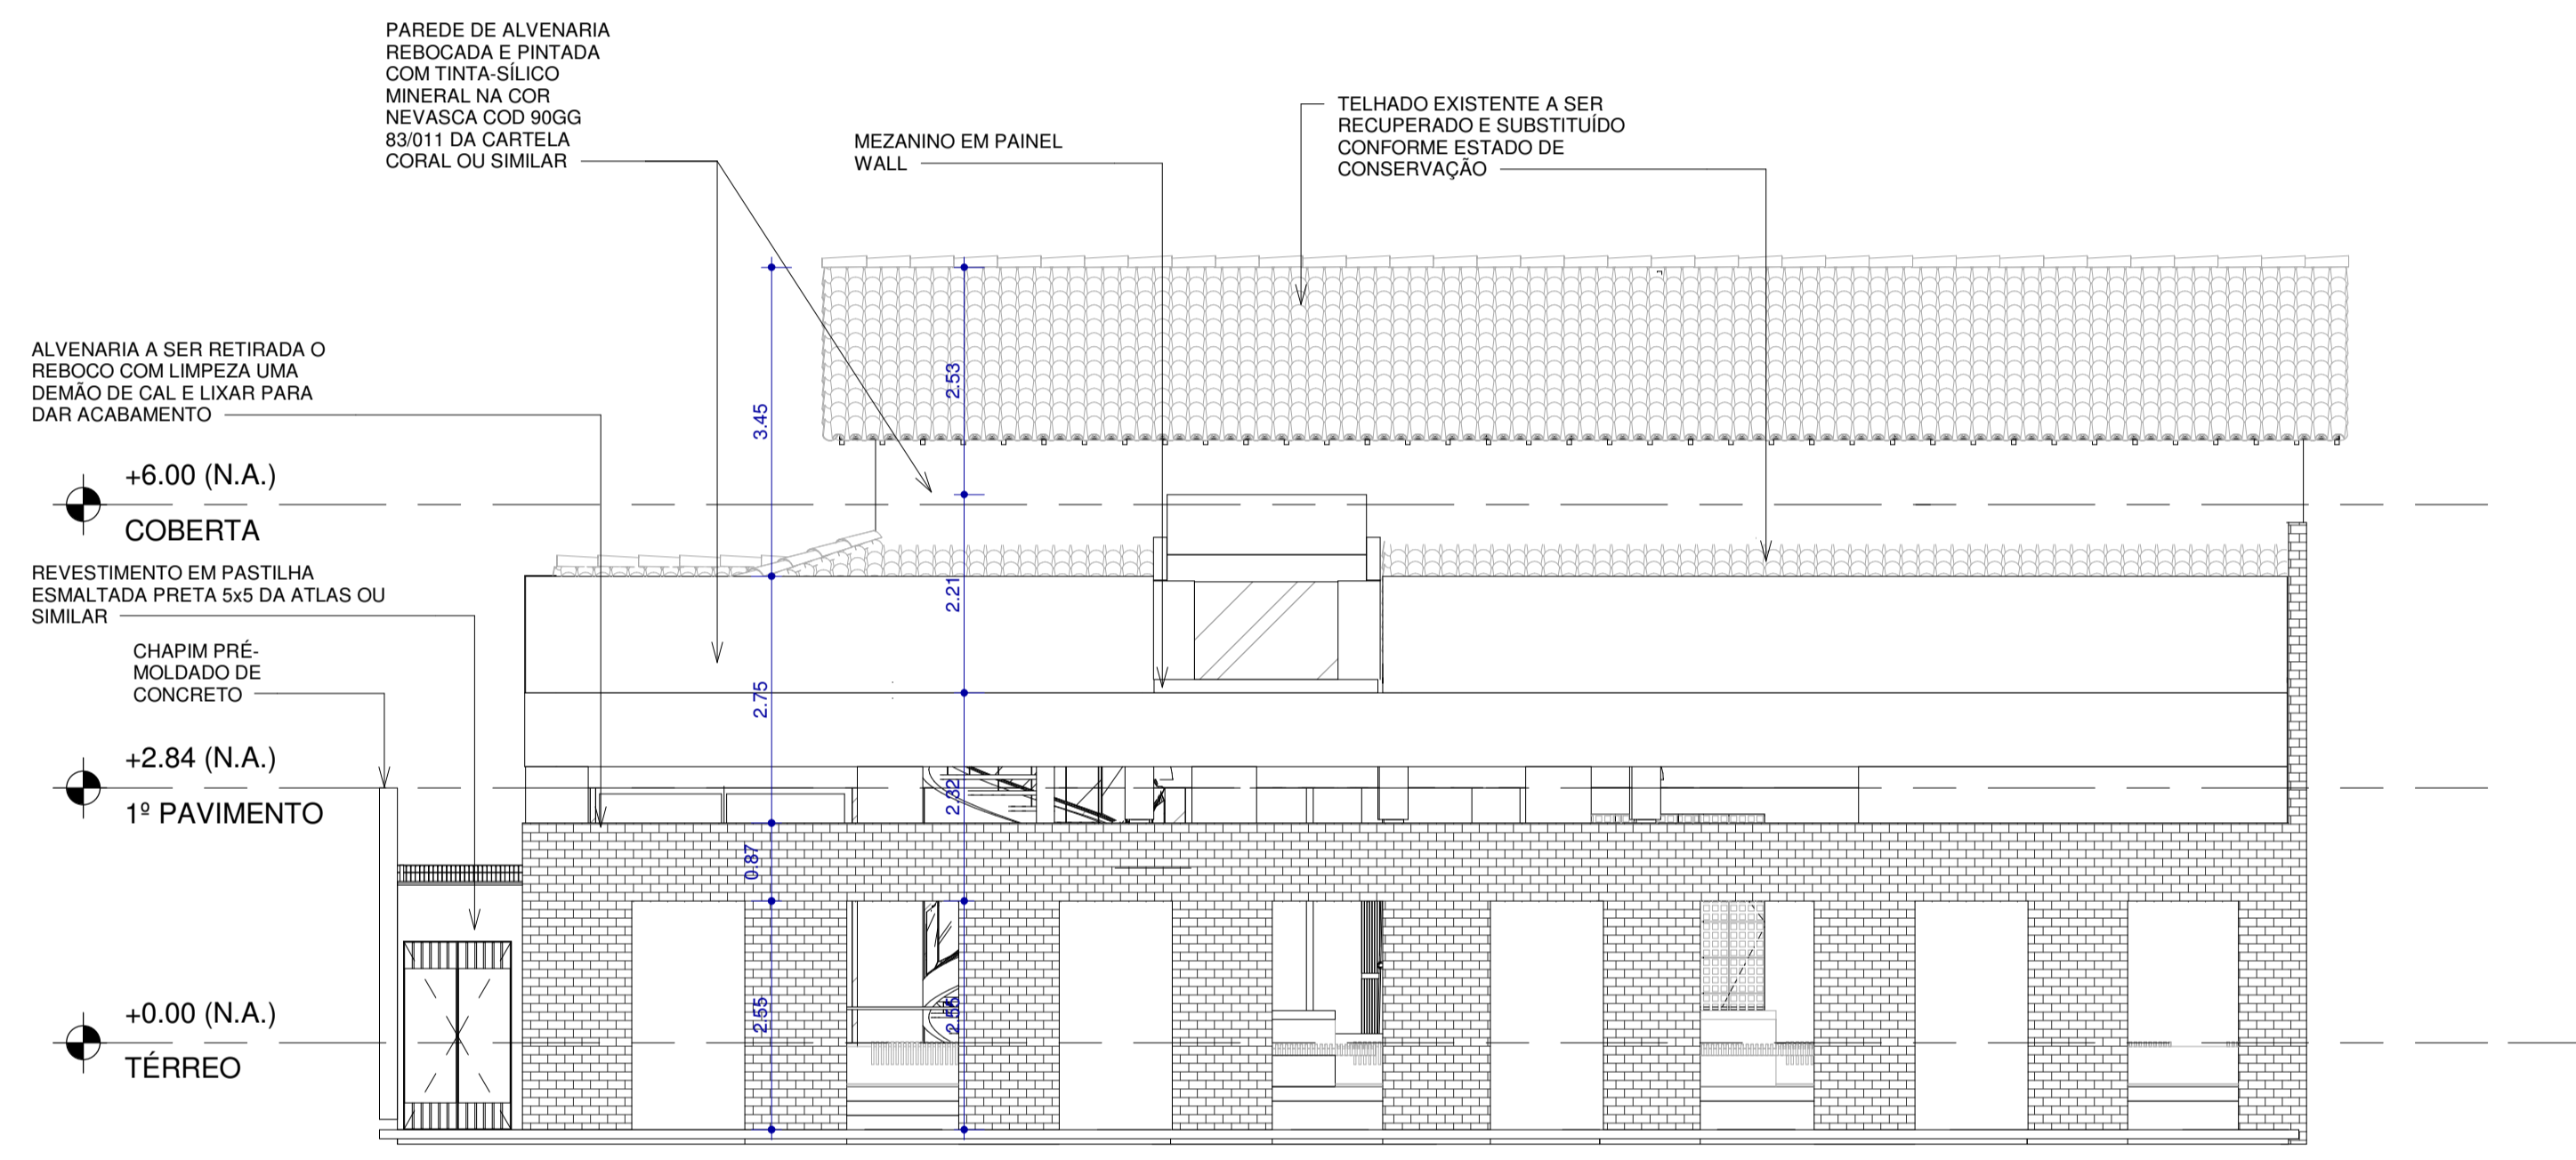 PAREDE DE ALVENARIA
REBOCADA E PINTADA
COM TINTA-SÍLICO
MINERAL NA COR
NEVASCA COD 90GG
83/011 DA CARTELA
CORAL OU SIMILAR
MEZANINO EM PAINEL
WALL
TELHADO EXISTENTE A SER
RECUPERADO E SUBSTITUÍDO
CONFORME ESTADO DE
CONSERVAÇÃO
ALVENARIA A SER RETIRADA O
REBOCO COM LIMPEZA UMA
DEMÃO DE CAL E LIXAR PARA
DAR ACABAMENTO
+6.00 (N.A.)
COBERTA
REVESTIMENTO EM PASTILHA
ESMALTADA PRETA 5x5 DA ATLAS OU
SIMILAR
CHAPIM PRÉ-
MOLDADO DE
CONCRETO
+2.84 (N.A.)
1º PAVIMENTO
+0.00 (N.A.)
TÉRREO
3.45
2.75
0.87
2.55
2.53
2.21
2.32
2.55